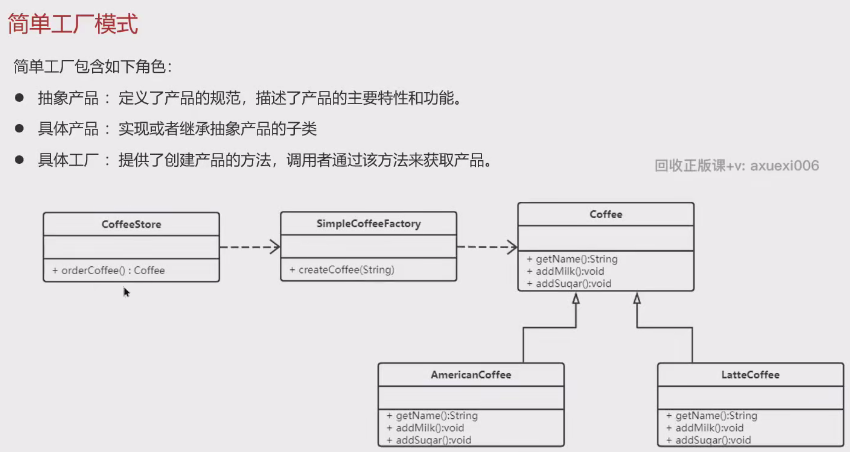 简单工厂模式
简单工厂包含如下角色：
● 抽象产品 ：定义了产品的规范，描述了产品的主要特性和功能。
● 具体产品 ：实现或者继承抽象产品的子类
● 具体工厂 ：提供了创建产品的方法，调用者通过该方法来获取产品。
回收正版课+v: axuexi006
CoffeeStore
+ orderCoffee() : Coffee
SimpleCoffeeFactory
+ createCoffee(String)
Coffee
+ getName():String
+ addMilk():void
+ addSugar():void
AmericanCoffee
+ getName():String
+ addMilk():void
+ addSugar():void
LatteCoffee
+ getName():String
+ addMilk():void
+ addSugar():void